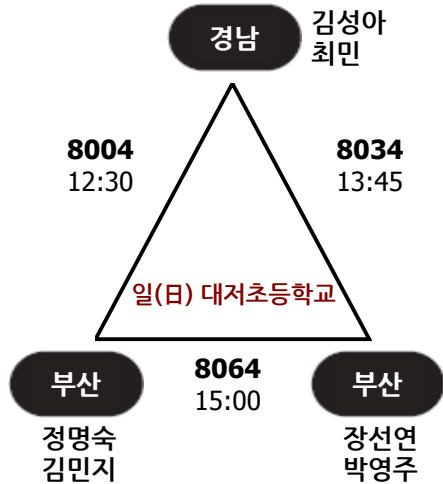 경남
김성아
최민
8004
12:30
8034
13:45
일(日) 대저초등학교
8064
15:00
부산
정명숙
김민지
부산
장선연
박영주